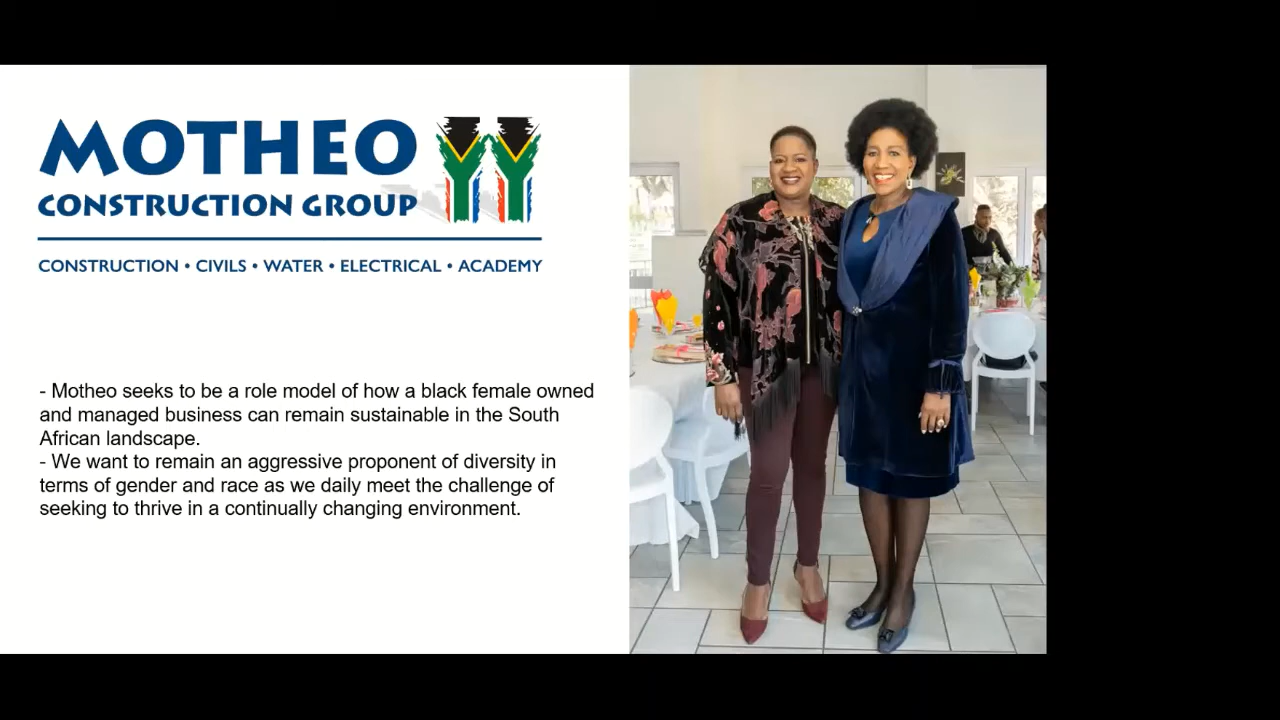 MOTHEO
CONSTRUCTION GROUP
CONSTRUCTION • CIVILS • WATER • ELECTRICAL • ACADEMY
- Motheo seeks to be a role model of how a black female owned
and managed business can remain sustainable in the South
African landscape.
- We want to remain an aggressive proponent of diversity in
terms of gender and race as we daily meet the challenge of
seeking to thrive in a continually changing environment.